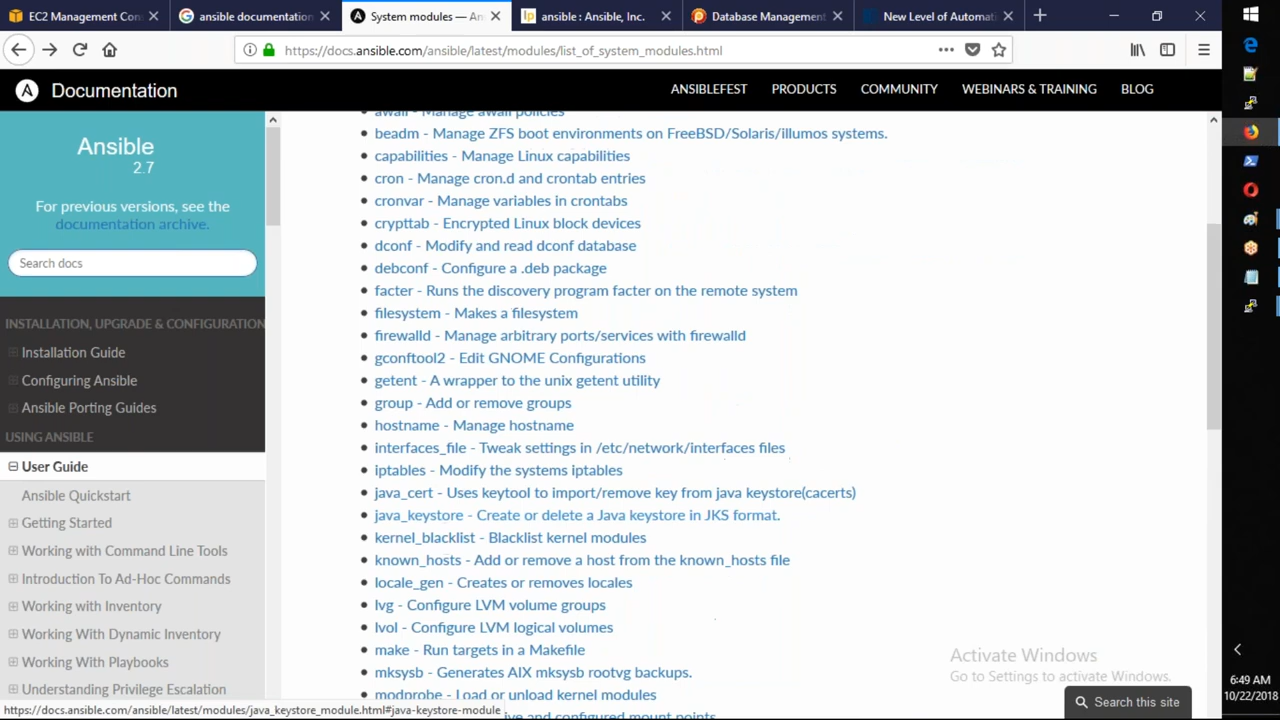 EC2 Management Con
ansible documentation
System modules — An
ansible : Ansible, Inc.
Database Management
New Level of Automat
https://docs.ansible.com/ansible/latest/modules/list_of_system_modules.html
A Documentation
ANSIBLEFEST
PRODUCTS
COMMUNITY
WEBINARS & TRAINING
BLOG
Ansible
2.7
For previous versions, see the
documentation archive.
Search docs
INSTALLATION, UPGRADE & CONFIGURATION
Installation Guide
Configuring Ansible
Ansible Porting Guides
USING ANSIBLE
User Guide
Ansible Quickstart
Getting Started
Working with Command Line Tools
Introduction To Ad-Hoc Commands
Working with Inventory
Working With Dynamic Inventory
Working With Playbooks
Understanding Privilege Escalation
awall - Manage awall policies
beadm - Manage ZFS boot environments on FreeBSD/Solaris/illumos systems.
capabilities - Manage Linux capabilities
cron - Manage cron.d and crontab entries
cronvar - Manage variables in crontabs
crypttab - Encrypted Linux block devices
dconf - Modify and read dconf database
debconf - Configure a .deb package
facter - Runs the discovery program facter on the remote system
filesystem - Makes a filesystem
firewalld - Manage arbitrary ports/services with firewalld
gconftool2 - Edit GNOME Configurations
getent - A wrapper to the unix getent utility
group - Add or remove groups
hostname - Manage hostname
interfaces_file - Tweak settings in /etc/network/interfaces files
iptables - Modify the systems iptables
java_cert - Uses keytool to import/remove key from java keystore(cacerts)
java_keystore - Create or delete a Java keystore in JKS format.
kernel_blacklist - Blacklist kernel modules
known_hosts - Add or remove a host from the known_hosts file
locale_gen - Creates or removes locales
lvg - Configure LVM volume groups
lvol - Configure LVM logical volumes
make - Run targets in a Makefile
mksysb - Generates AIX mksysb rootvg backups.
modprobe - Load or unload kernel modules
ive and configured mount points
Activate Windows
Go to Settings to activate Windows.
Search this site
https://docs.ansible.com/ansible/latest/modules/java_keystore_module.html#java-keystore-module
6:49 AM
10/22/2018